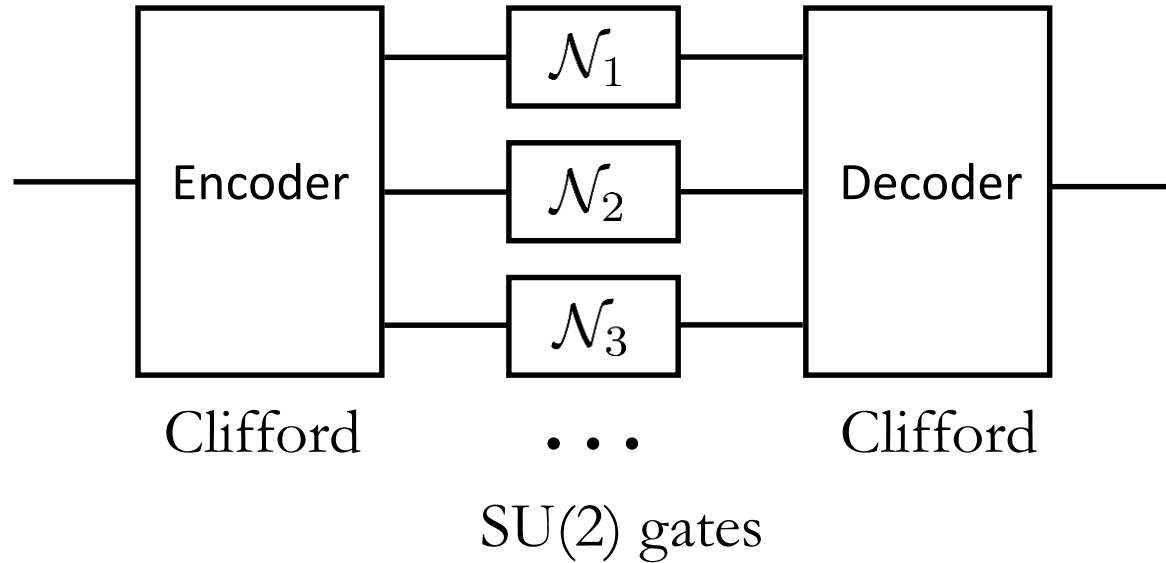 𝒩₁
Encoder
𝒩₂
Decoder
𝒩₃
Clifford
...
Clifford
SU(2) gates